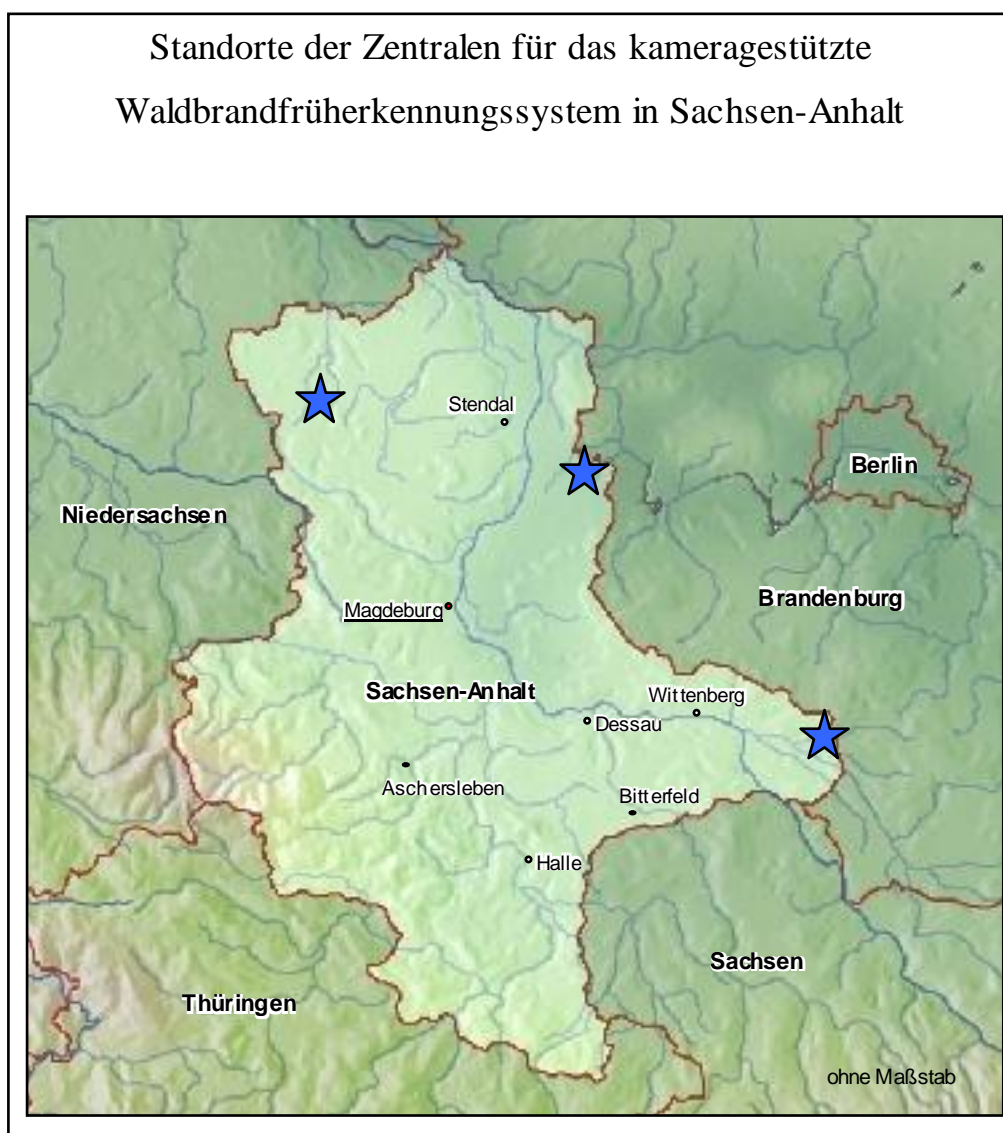 Standorte der Zentralen für das kameragestützte
Waldbrandfrüherkennungssystem in Sachsen-Anhalt
Stendal
Berlin
Niedersachsen
Brandenburg
Magdeburg
Sachsen-Anhalt
Wittenberg
Dessau
Aschersleben
Bitterfeld
Halle
Sachsen
Thüringen
ohne Maßstab